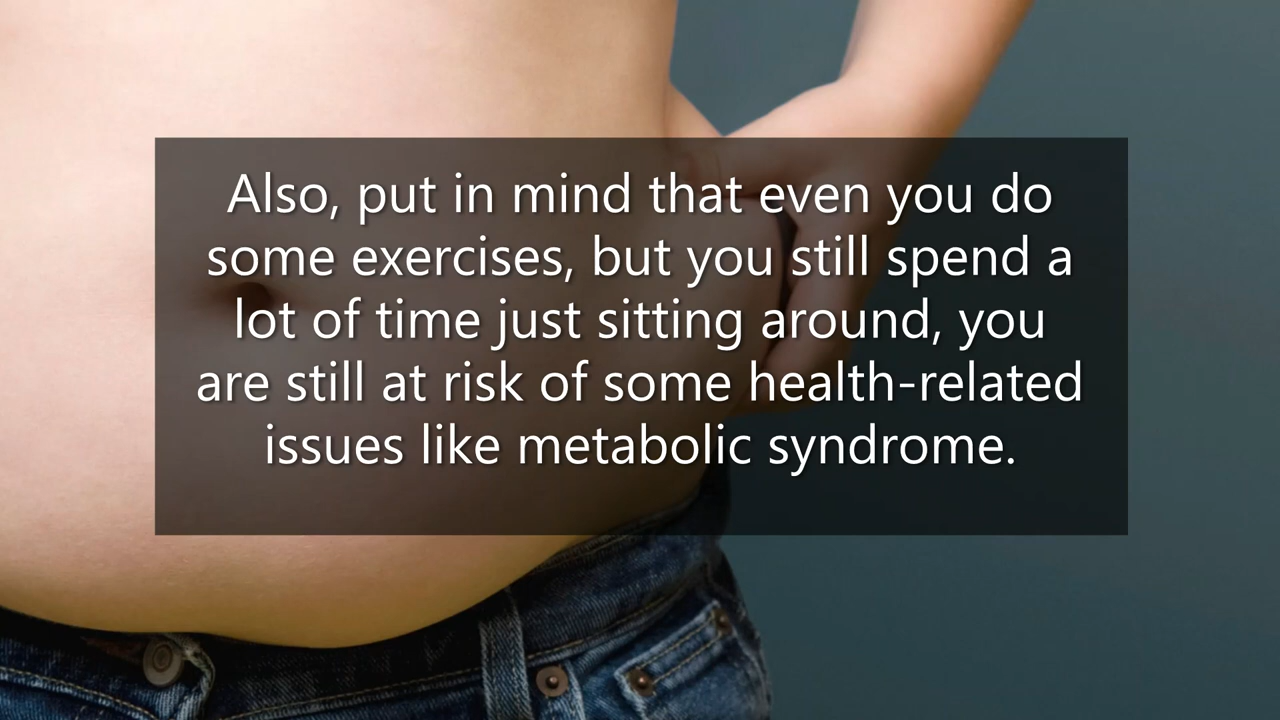 Also, put in mind that even you do
some exercises, but you still spend a
lot of time just sitting around, you
are still at risk of some health-related
issues like metabolic syndrome.